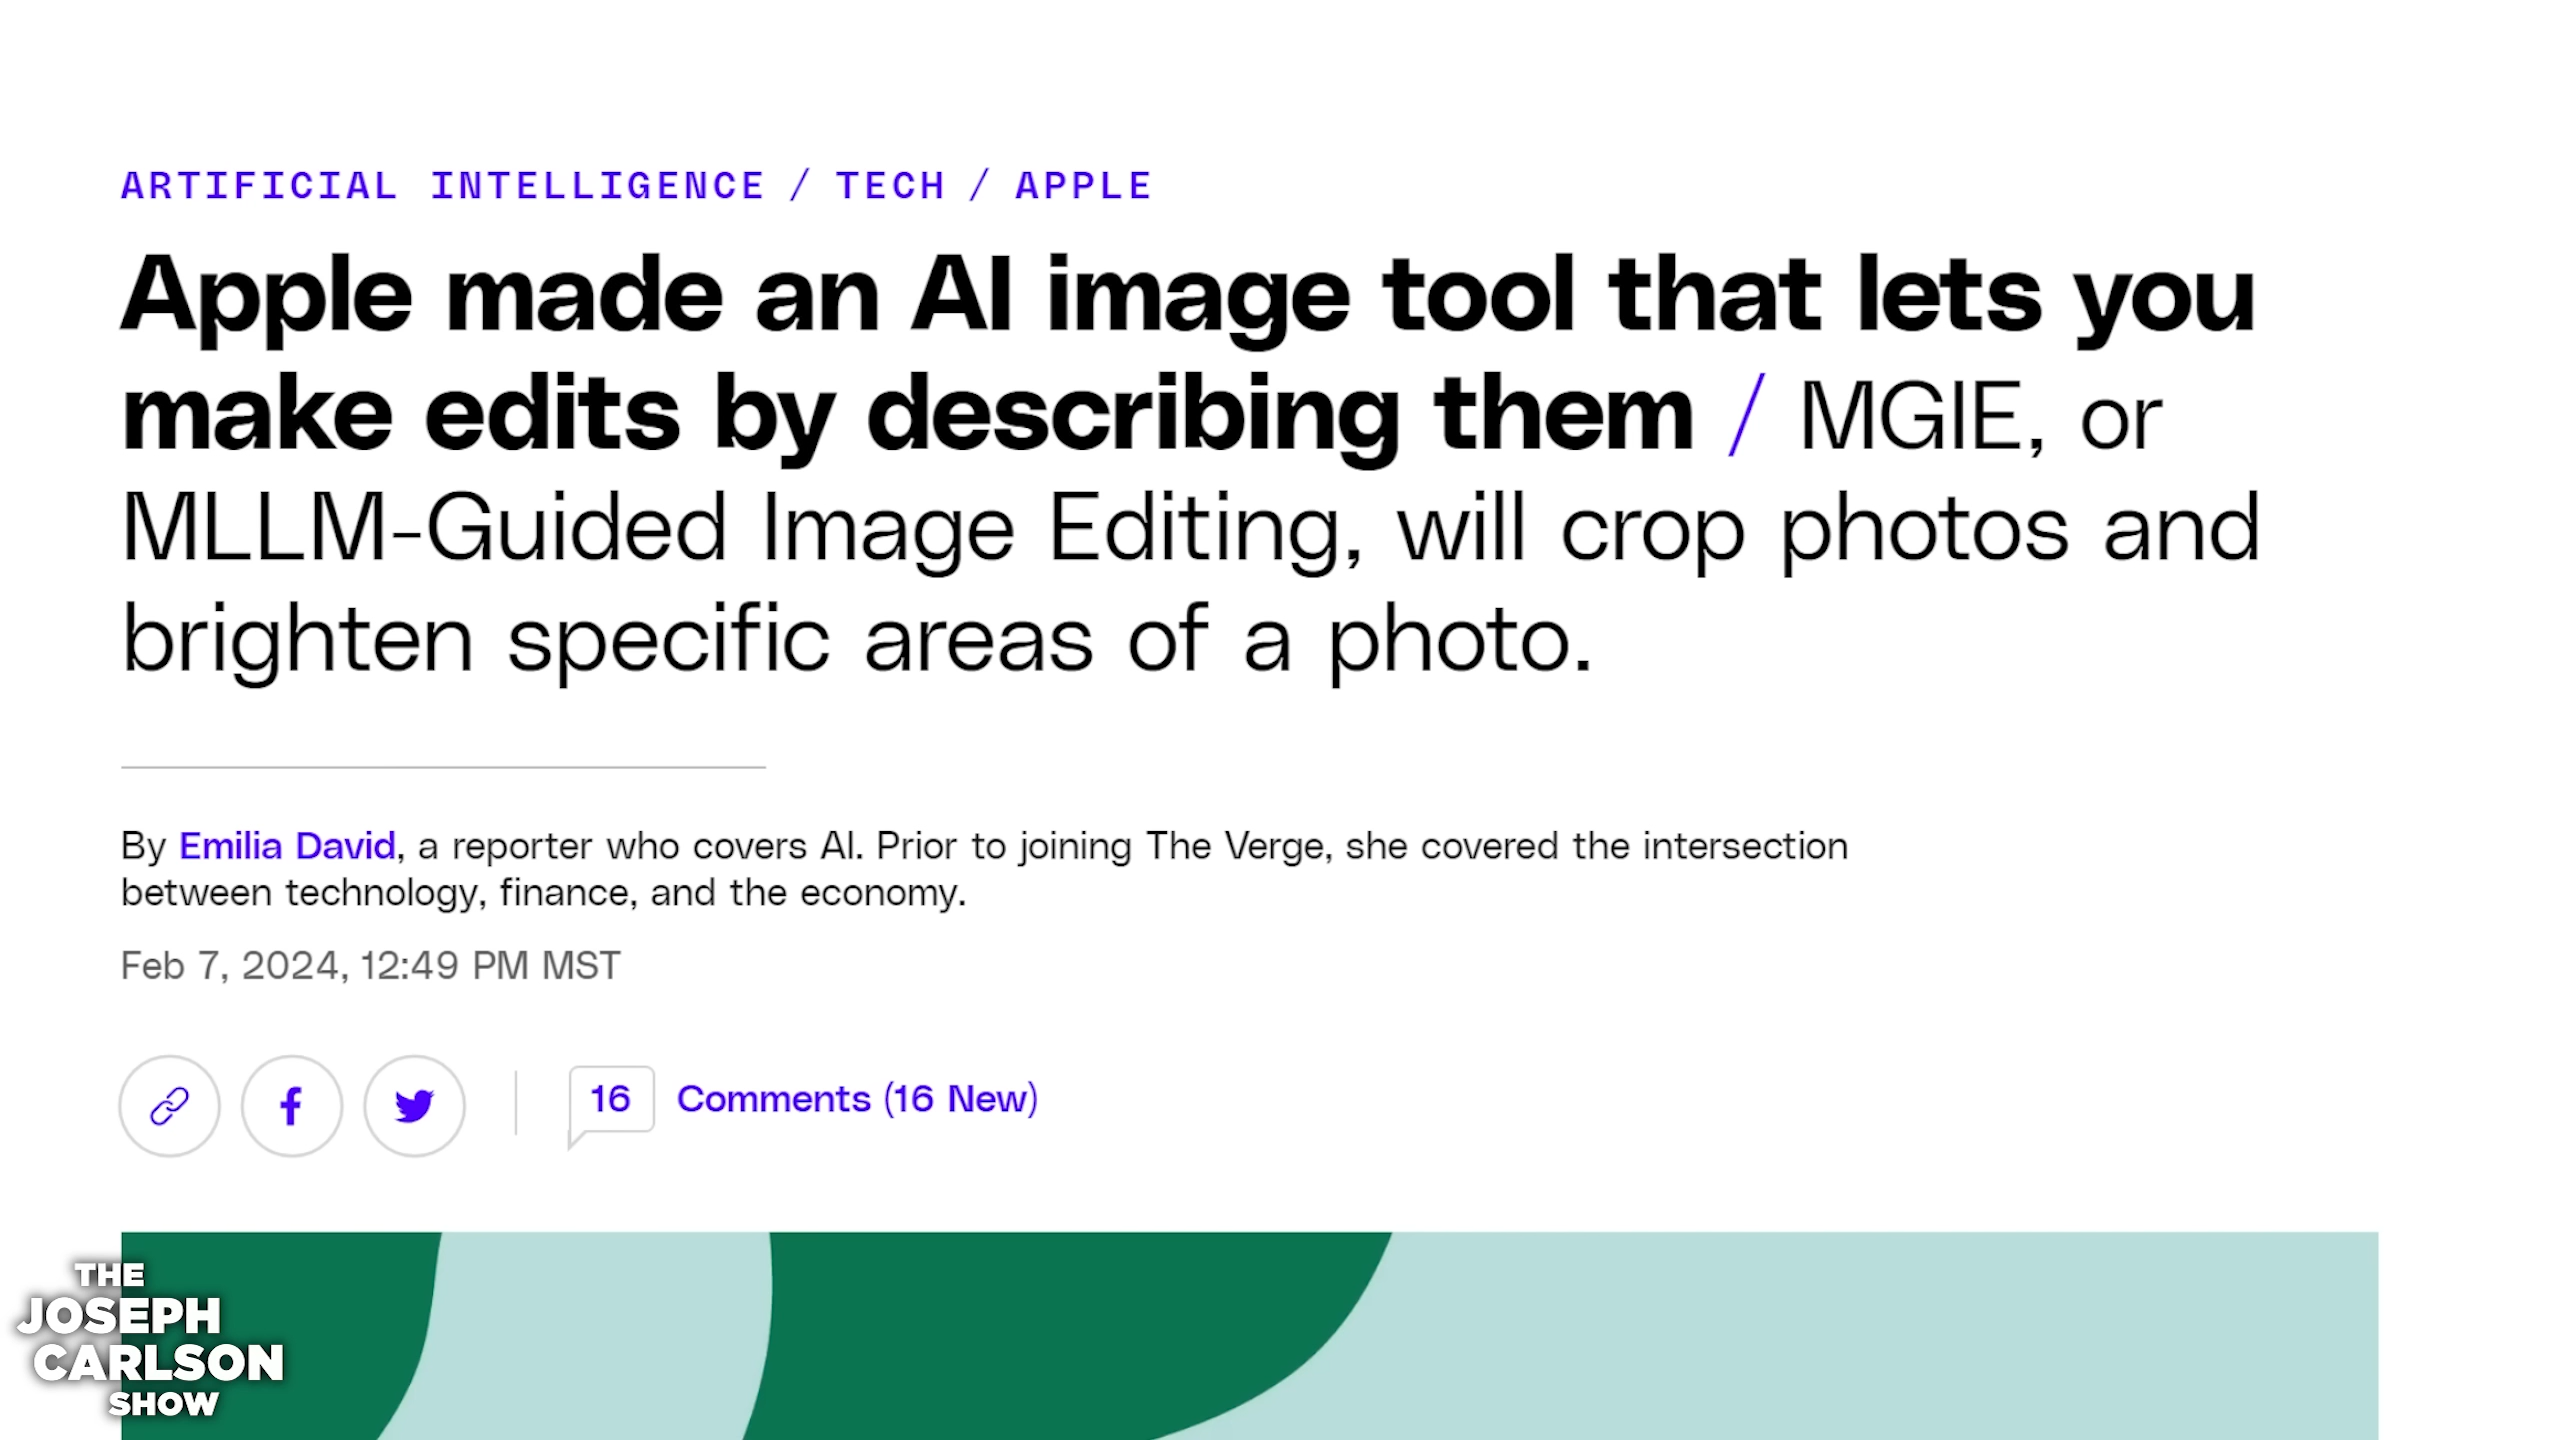 ARTIFICIAL INTELLIGENCE / TECH / APPLE
Apple made an AI image tool that lets you
make edits by describing them / MGIE, or
MLLM-Guided Image Editing, will crop photos and
brighten specific areas of a photo.
By Emilia David, a reporter who covers AI. Prior to joining The Verge, she covered the intersection
between technology, finance, and the economy.
Feb 7, 2024, 12:49 PM MST
16 Comments (16 New)
THE
JOSEPH
CARLSON
SHOW